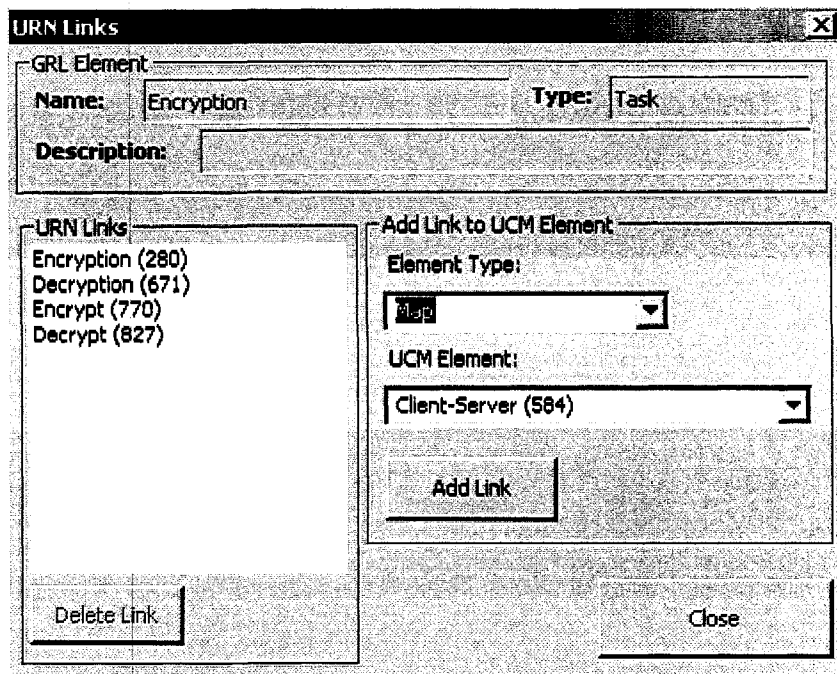 URN Links
GRL Element
Name: Encryption Type: Task
Description:
URN Links
Encryption (280)
Decryption (671)
Encrypt (770)
Decrypt (827)
Delete Link
Add Link to UCM Element
Element Type:
Map
UCM Element:
Client-Server (584)
Add Link
Close